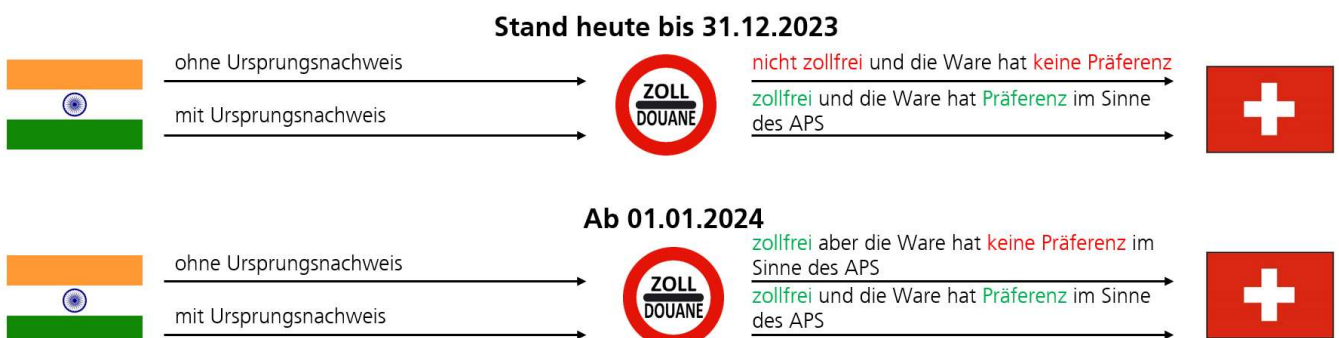 Stand heute bis 31.12.2023
ohne Ursprungsnachweis
nicht zollfrei und die Ware hat keine Präferenz
ZOLL
DOUANE
mit Ursprungsnachweis
zollfrei und die Ware hat Präferenz im Sinne
des APS
Ab 01.01.2024
ohne Ursprungsnachweis
zollfrei aber die Ware hat keine Präferenz im
Sinne des APS
ZOLL
DOUANE
mit Ursprungsnachweis
zollfrei und die Ware hat Präferenz im Sinne
des APS